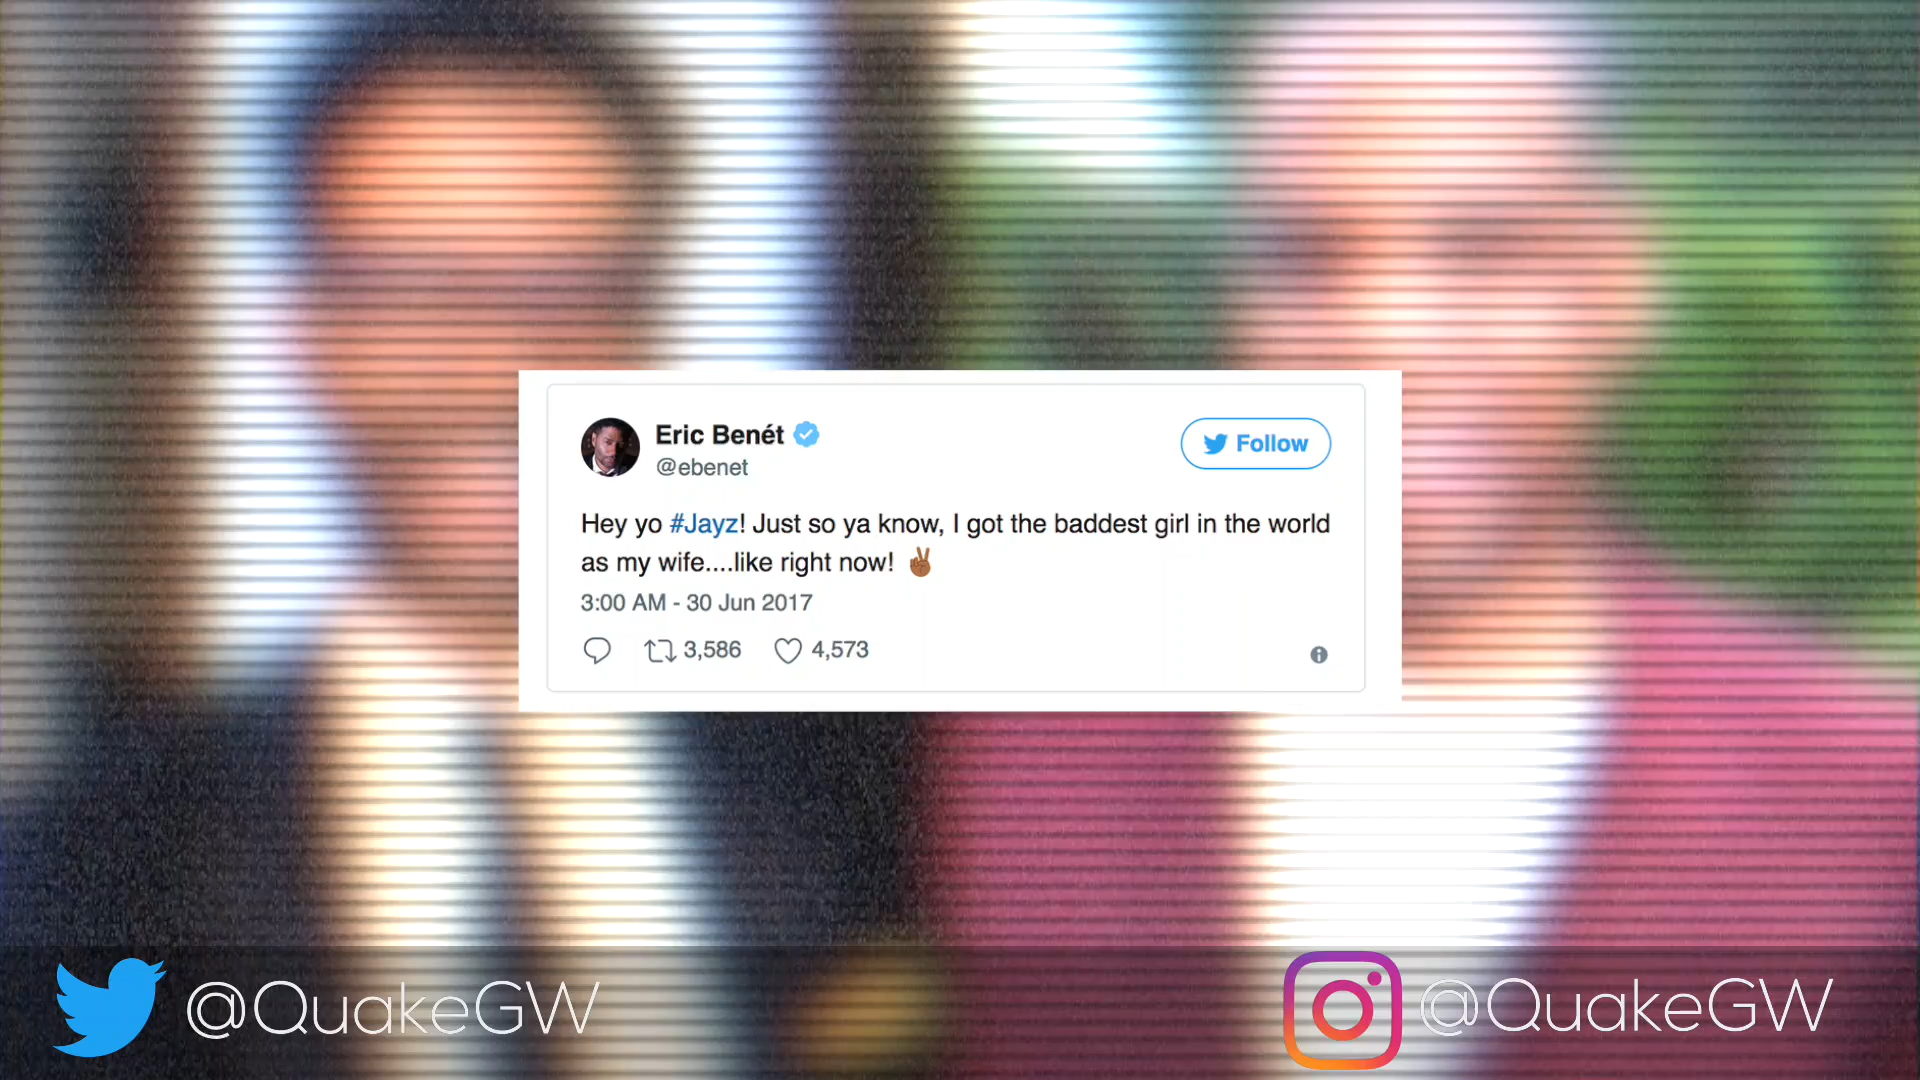 Eric Benét
@ebenet
Follow
Hey yo #Jayz! Just so ya know, I got the baddest girl in the world
as my wife....like right now! ✌🏾
3:00 AM - 30 Jun 2017
3,586 4,573
@QuakeGW @QuakeGW